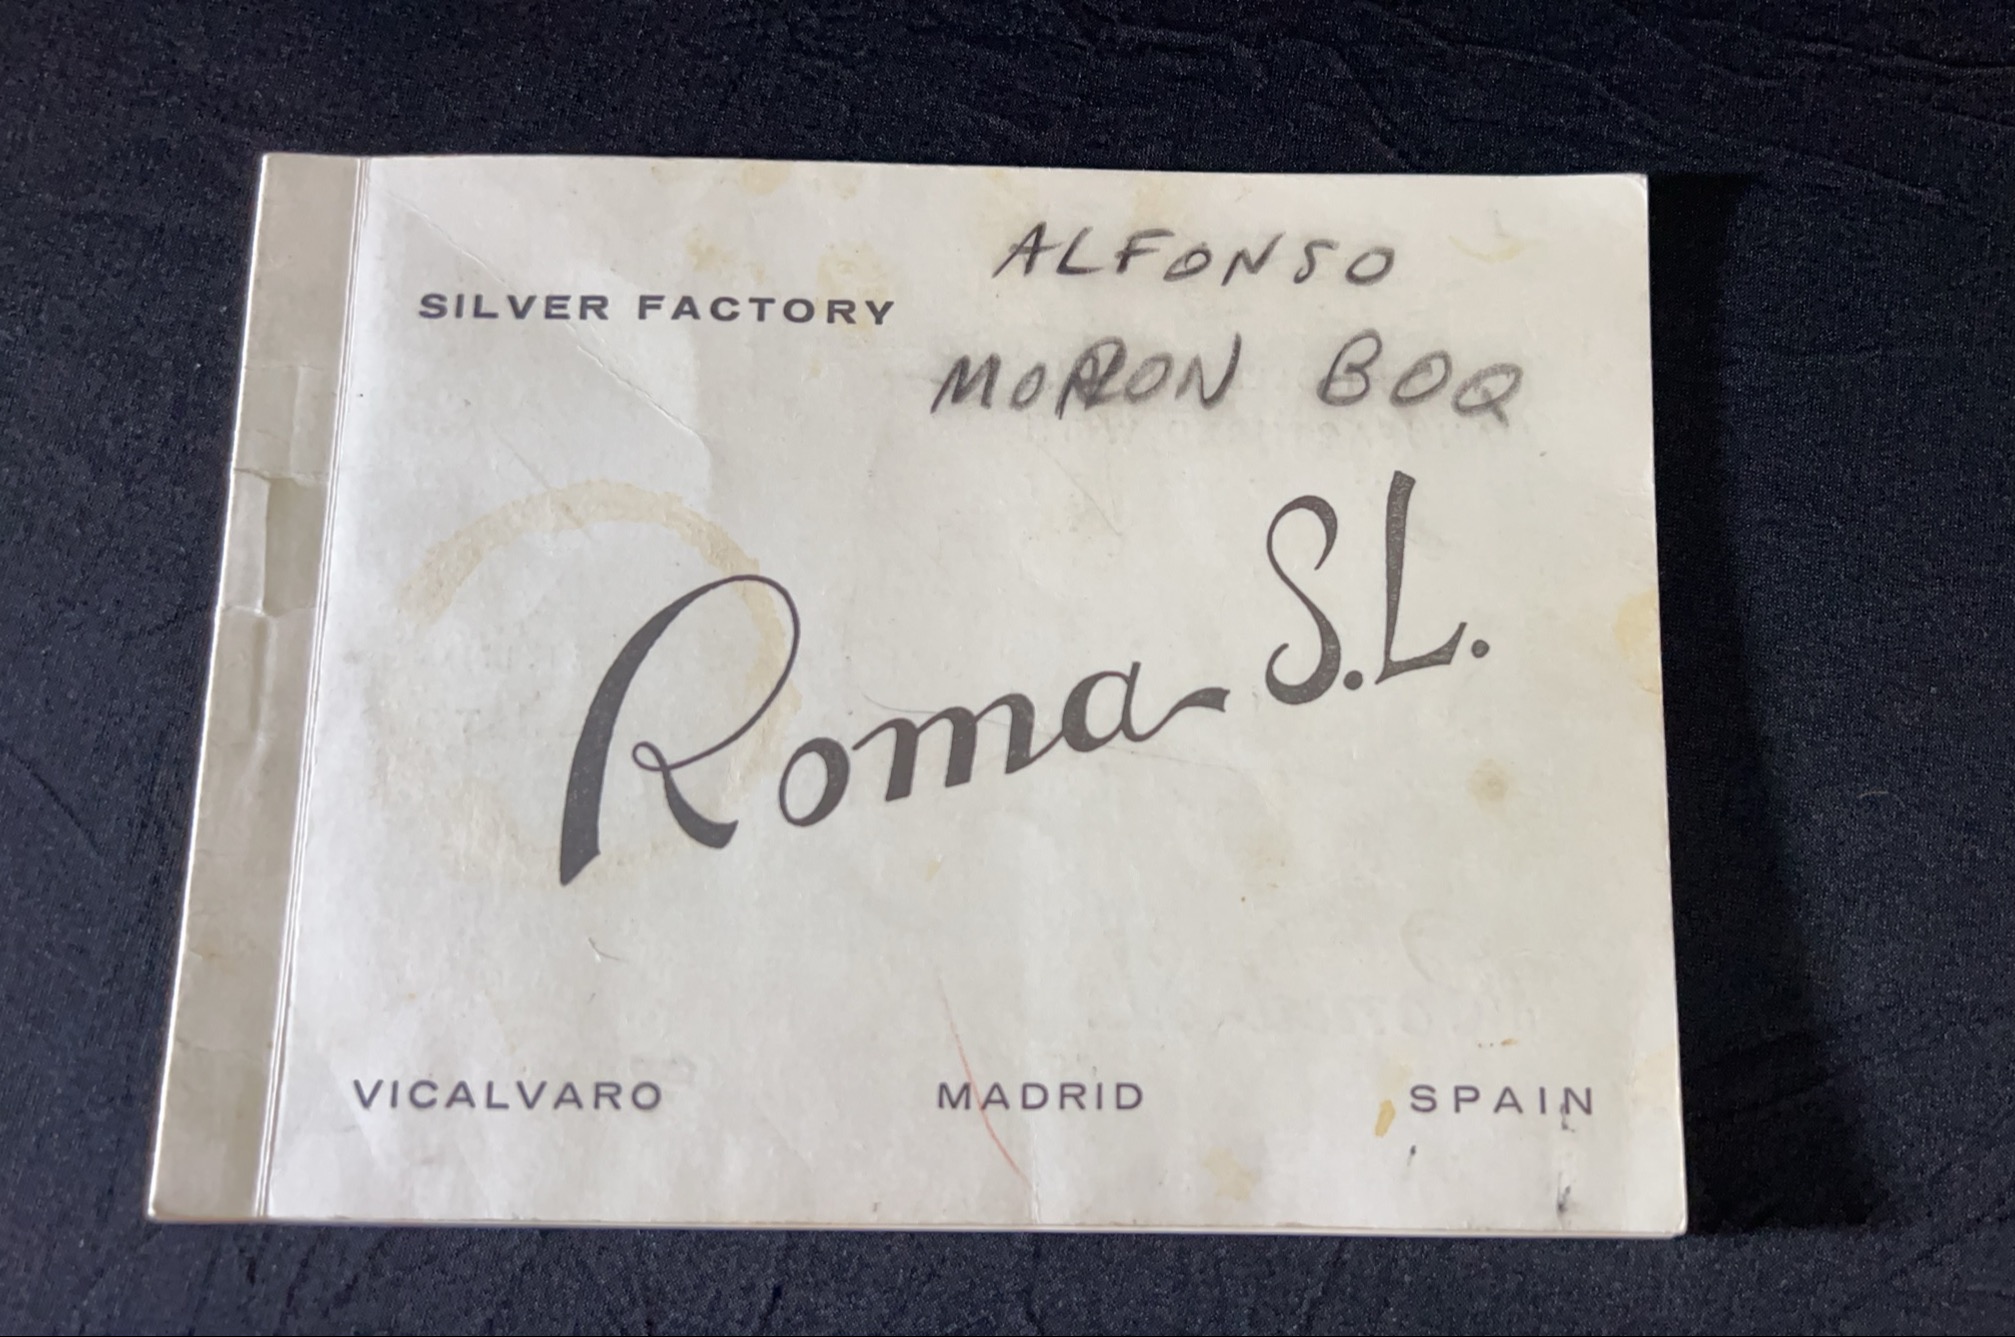 ALFONSO
SILVER FACTORY
MORON BOQ
Roma S.L.
VICALVARO MADRID SPAIN